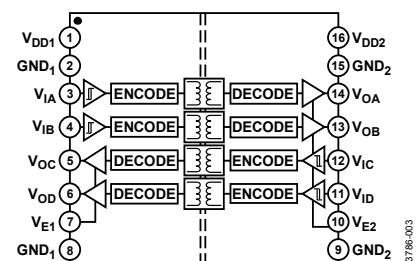 VDD1 1 16 VDD2
GND1 2 15 GND2
VIA 3 ENCODE DECODE 14 VOA
VIB 4 ENCODE DECODE 13 VOB
VOC 5 DECODE ENCODE 12 VIC
VOD 6 DECODE ENCODE 11 VID
VE1 7 10 VE2
GND1 8 9 GND2
3786-003